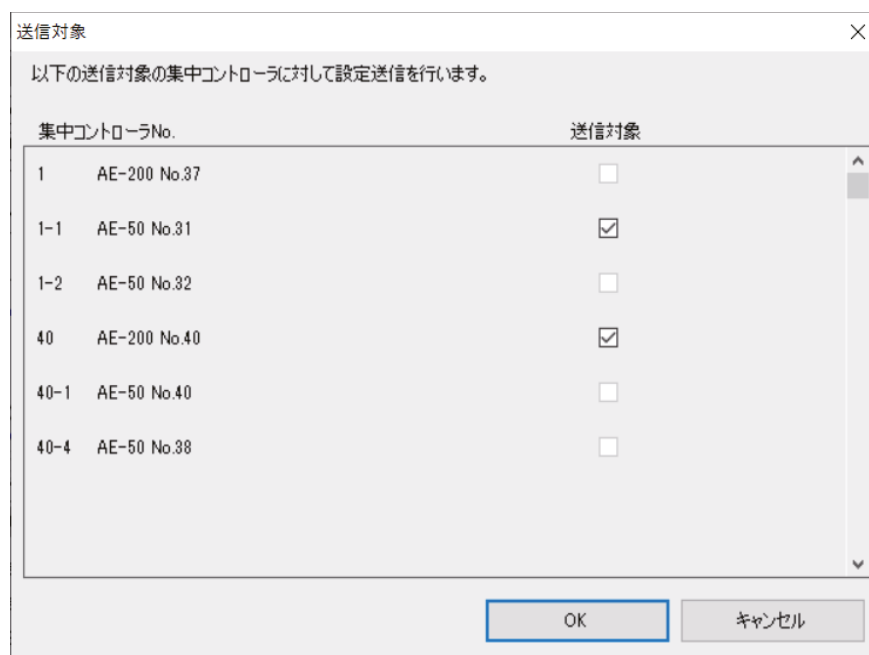 送信対象
以下の送信対象の集中コントローラに対して設定送信を行います。
集中コントローラNo. 送信対象
1 AE-200 No.37
1-1 AE-50 No.31
1-2 AE-50 No.32
40 AE-200 No.40
40-1 AE-50 No.40
40-4 AE-50 No.38
OK キャンセル